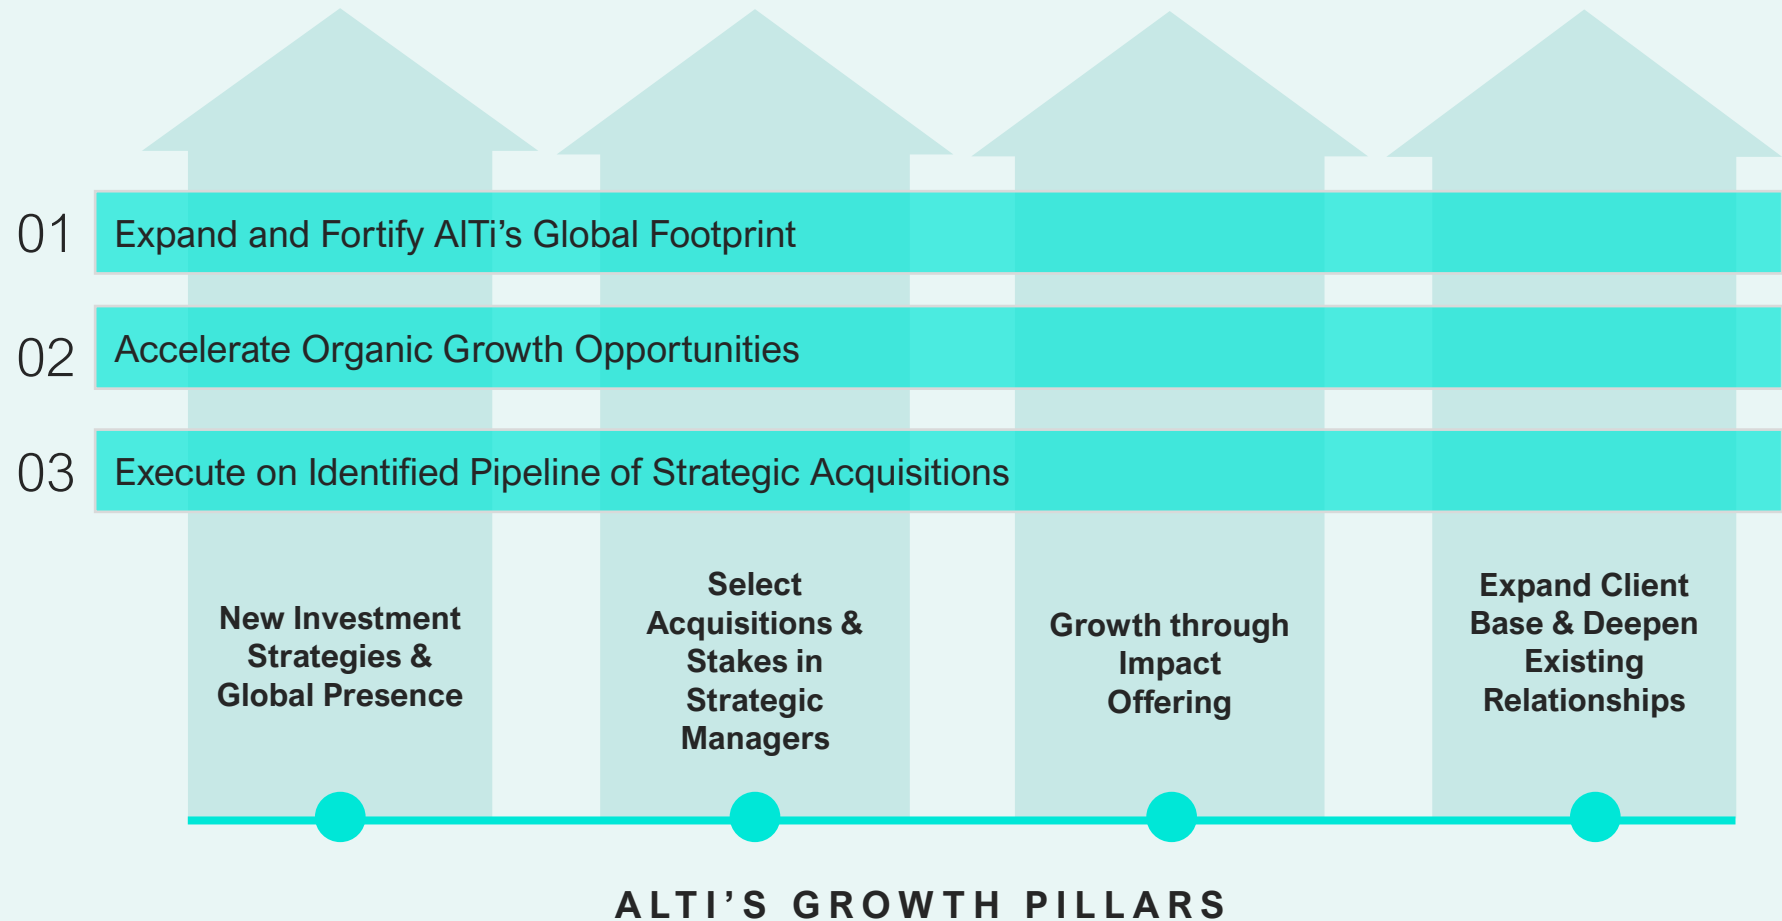 01 Expand and Fortify AlTi’s Global Footprint
02 Accelerate Organic Growth Opportunities
03 Execute on Identified Pipeline of Strategic Acquisitions
New Investment
Strategies &
Global Presence
Select
Acquisitions &
Stakes in
Strategic
Managers
Growth through
Impact
Offering
Expand Client
Base & Deepen
Existing
Relationships
ALTI’S GROWTH PILLARS